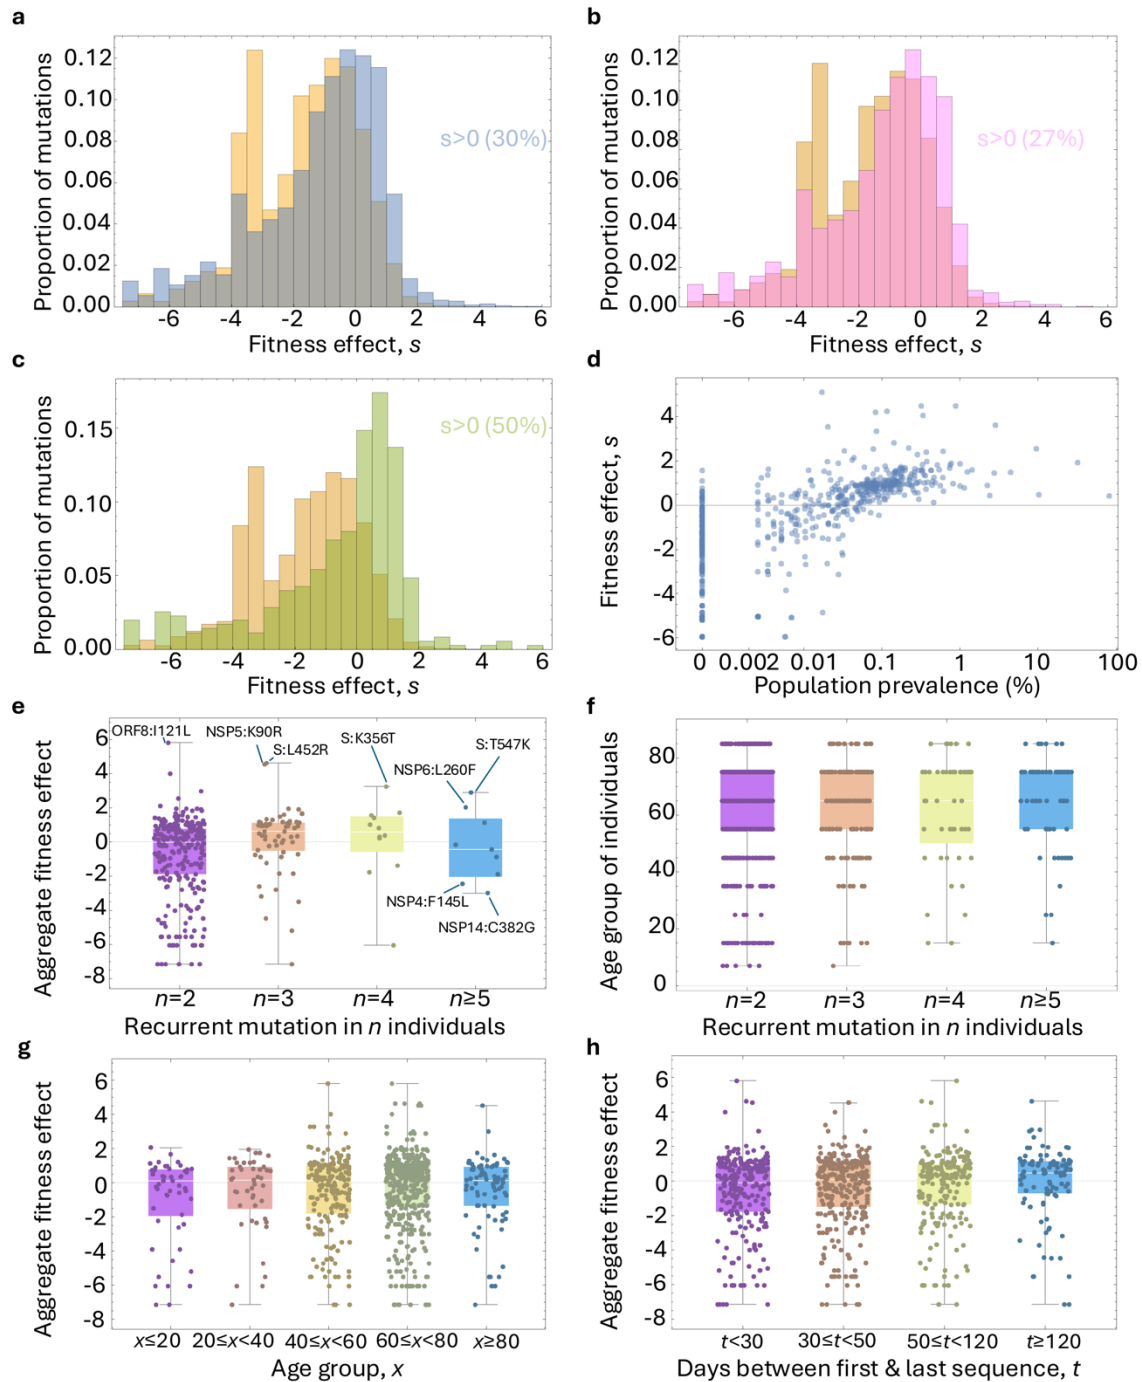 a
0.12
0.10
0.08
0.06
0.04
0.02
0.00
Proportion of mutations
s>0 (30%)
-6 -4 -2 0 2 4 6
Fitness effect, s
b
0.12
0.10
0.08
0.06
0.04
0.02
0.00
Proportion of mutations
s>0 (27%)
-6 -4 -2 0 2 4 6
Fitness effect, s
c
0.15
0.10
0.05
0.00
Proportion of mutations
s>0 (50%)
-6 -4 -2 0 2 4 6
Fitness effect, s
d
4
2
0
-2
-4
-6
Fitness effect, s
0 0.002 0.01 0.1 1 10 100
Population prevalence (%)
e
6
4
2
0
-2
-4
-6
-8
Aggregate fitness effect
ORF8:I121L
NSP5:K90R
S:L452R
S:K356T
S:T547K
NSP6:L260F
NSP4:F145L
NSP14:C382G
n=2 n=3 n=4 n≥5
Recurrent mutation in n individuals
f
80
60
40
20
0
Age group of individuals
n=2 n=3 n=4 n≥5
Recurrent mutation in n individuals
g
6
4
2
0
-2
-4
-6
-8
Aggregate fitness effect
x≤20 20≤x<40 40≤x<60 60≤x<80 x≥80
Age group, x
h
6
4
2
0
-2
-4
-6
-8
Aggregate fitness effect
t<30 30≤t<50 50≤t<120 t≥120
Days between first & last sequence, t